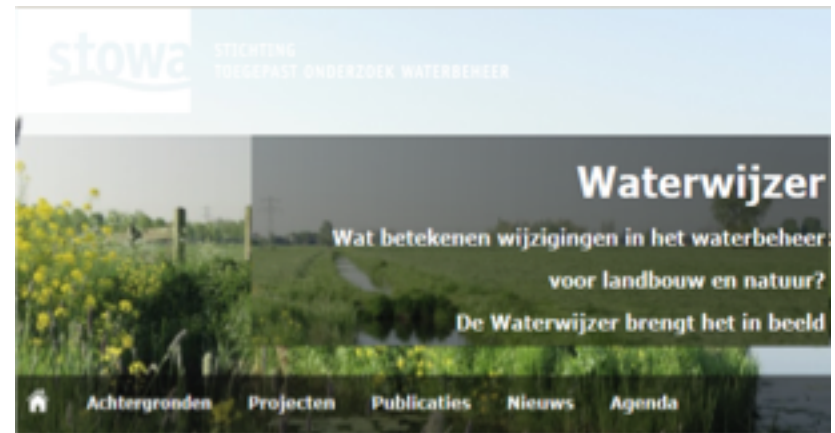 stowa
STICHTING
TOEGEPAST ONDERZOEK WATERBEHEER
Waterwijzer
Wat betekenen wijzigingen in het waterbeheer
voor landbouw en natuur?
De Waterwijzer brengt het in beeld
Achtergronden Projecten Publicaties Nieuws Agenda